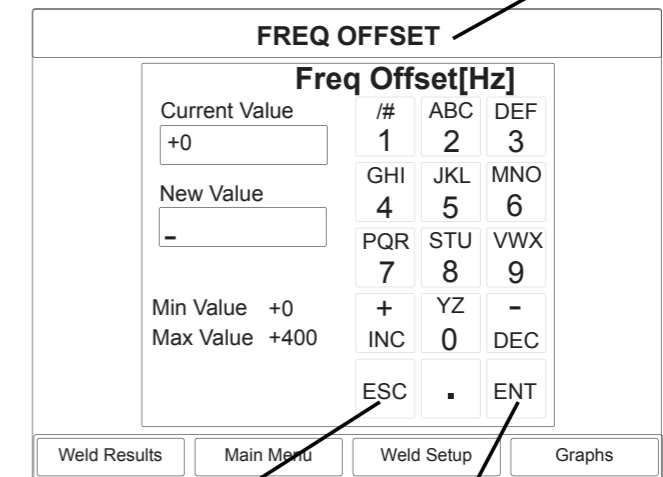 FREQ OFFSET
Freq Offset[Hz]
Current Value
+0
New Value
–
Min Value +0
Max Value +400
/# ABC DEF
1 2 3
GHI JKL MNO
4 5 6
PQR STU VWX
7 8 9
+ YZ -
INC 0 DEC
ESC . ENT
Weld Results Main Menu Weld Setup Graphs